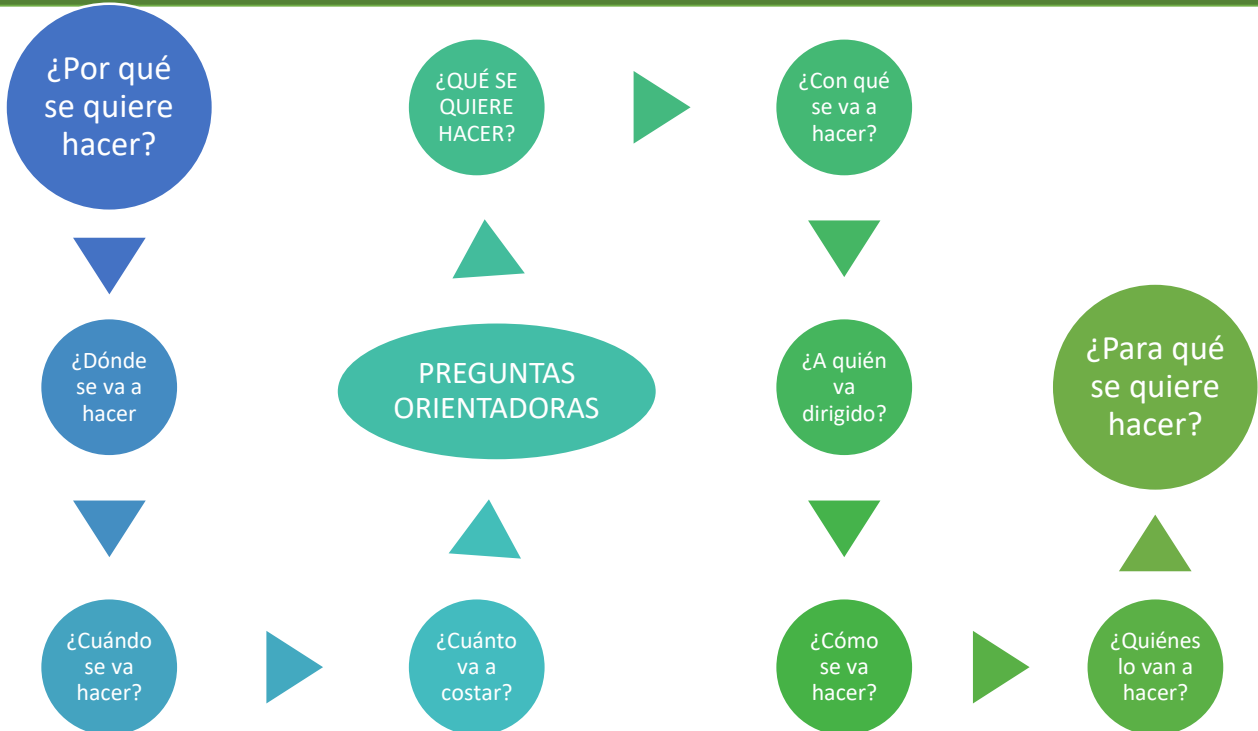 ¿Por qué
se quiere
hacer?
¿Dónde
se va a
hacer
¿Cuándo
se va
hacer?
¿Cuánto
va a
costar?
PREGUNTAS
ORIENTADORAS
¿QUÉ SE
QUIERE
HACER?
¿Con qué
se va a
hacer?
¿A quién
va
dirigido?
¿Cómo
se va
hacer?
¿Quiénes
lo van a
hacer?
¿Para qué
se quiere
hacer?